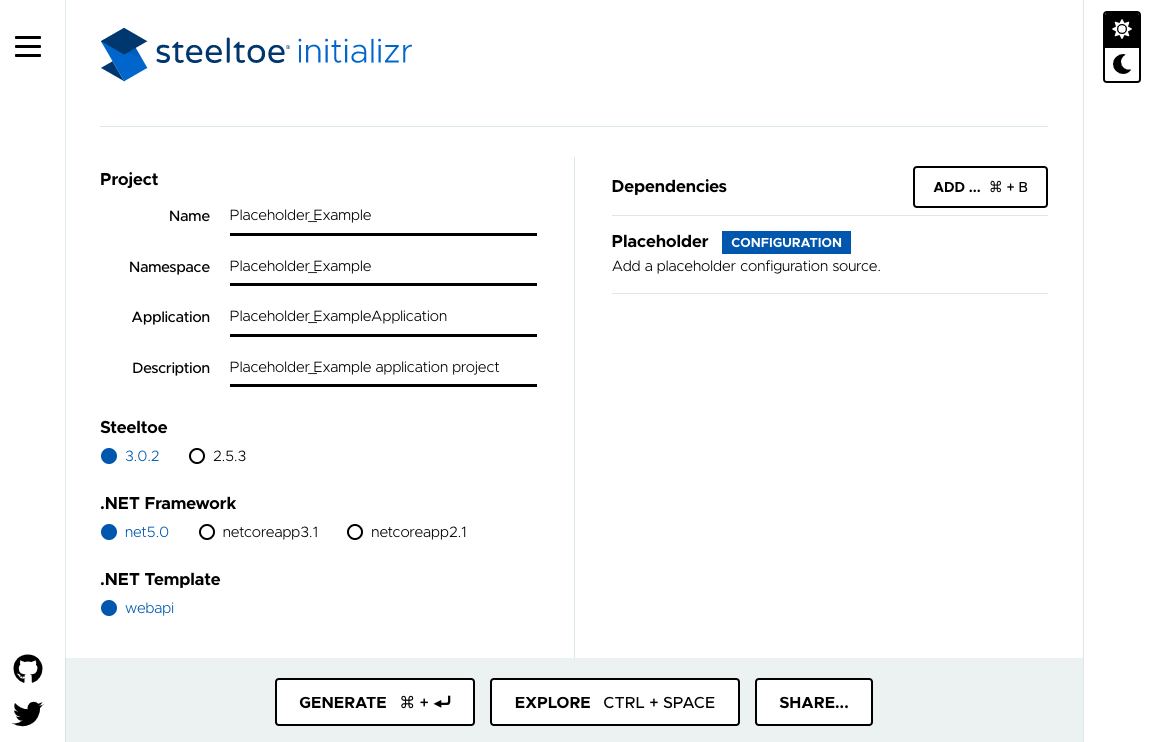 steeltoe® initializr
Project
Name Placeholder_Example
Namespace Placeholder_Example
Application Placeholder_ExampleApplication
Description Placeholder_Example application project
Steeltoe
3.0.2 2.5.3
.NET Framework
net5.0 netcoreapp3.1 netcoreapp2.1
.NET Template
webapi
Dependencies ADD ... ⌘ + B
Placeholder CONFIGURATION
Add a placeholder configuration source.
GENERATE ⌘ + ⏎ EXPLORE CTRL + SPACE SHARE...